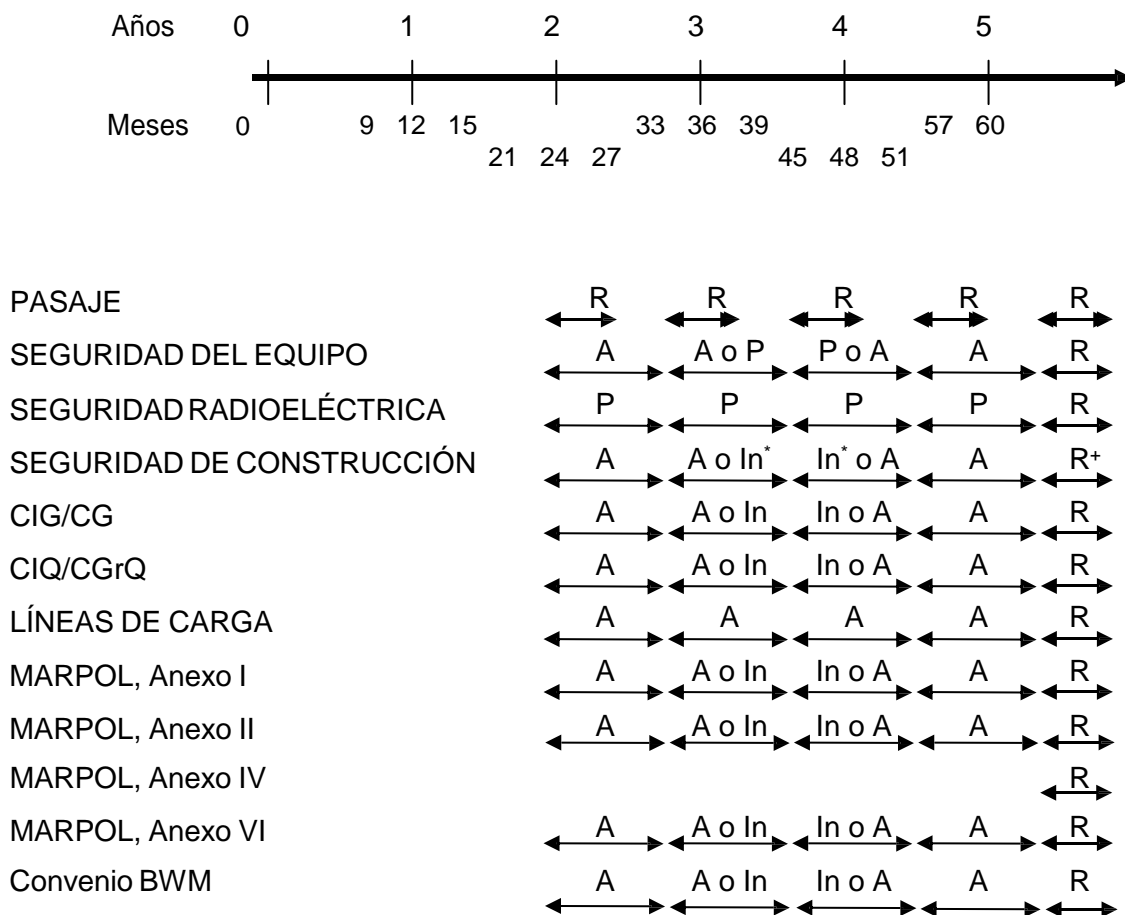 Años 0 1 2 3 4 5
Meses 0 9 12 15 33 36 39 57 60
21 24 27 45 48 51
PASAJE R R R R R
SEGURIDAD DEL EQUIPO A A o P P o A A R
SEGURIDAD RADIOELÉCTRICA P P P P R
SEGURIDAD DE CONSTRUCCIÓN A A o In* In* o A A R+
CIG/CG A A o In In o A A R
CIQ/CGrQ A A o In In o A A R
LÍNEAS DE CARGA A A A A R
MARPOL, Anexo I A A o In In o A A R
MARPOL, Anexo II A A o In In o A A R
MARPOL, Anexo IV R
MARPOL, Anexo VI A A o In In o A A R
Convenio BWM A A o In In o A A R